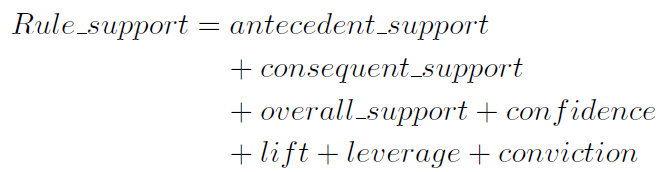 Rule_support = antecedent_support
+ consequent_support
+ overall_support + confidence
+ lift + leverage + conviction